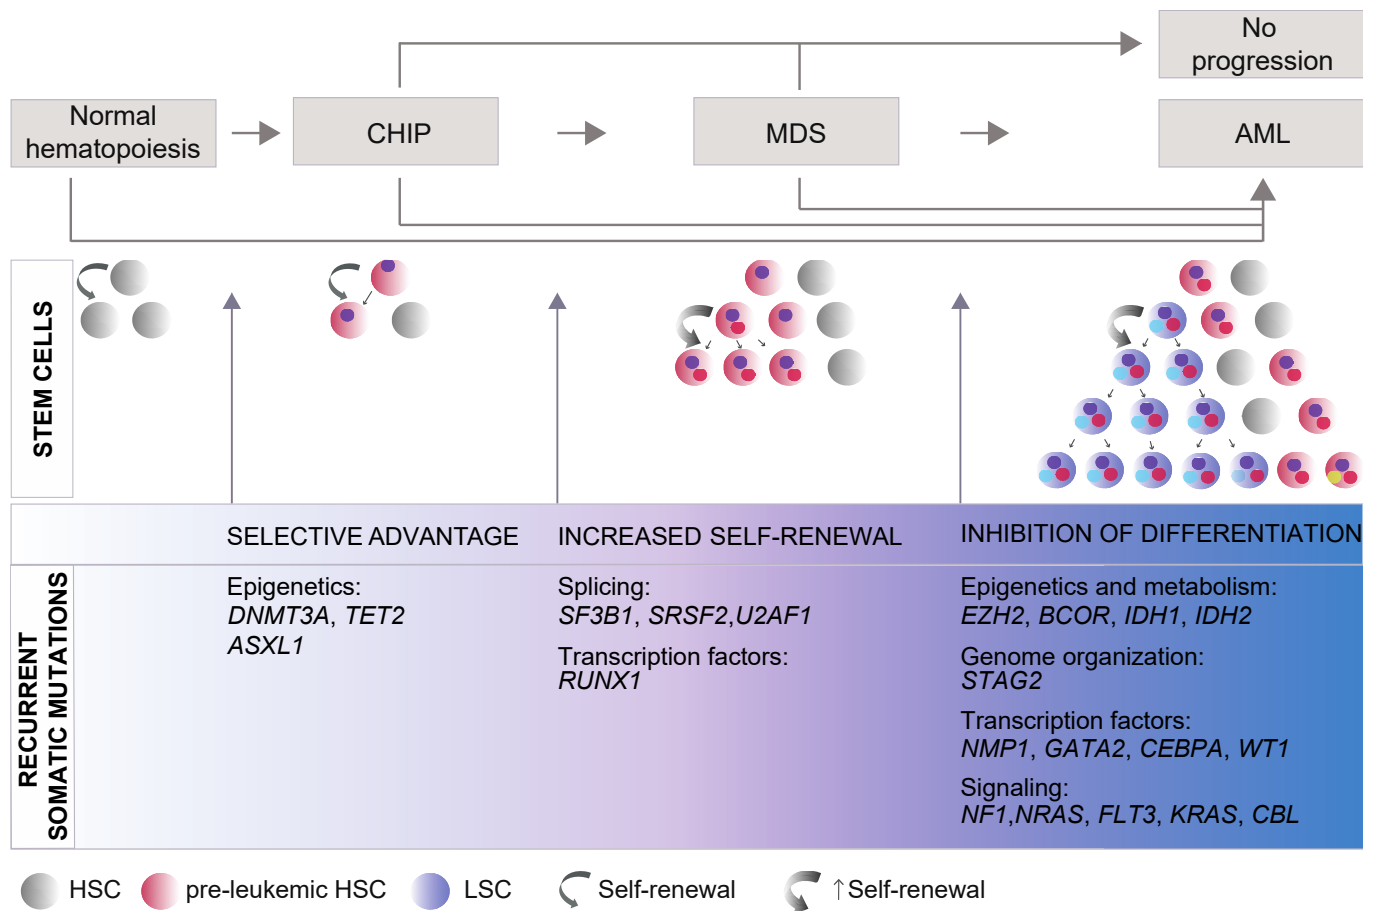 No
progression
Normal
hematopoiesis
CHIP
MDS
AML
STEM CELLS
SELECTIVE ADVANTAGE
INCREASED SELF-RENEWAL
INHIBITION OF DIFFERENTIATION
RECURRENT
SOMATIC MUTATIONS
Epigenetics:
DNMT3A, TET2
ASXL1
Splicing:
SF3B1, SRSF2,U2AF1
Transcription factors:
RUNX1
Epigenetics and metabolism:
EZH2, BCOR, IDH1, IDH2
Genome organization:
STAG2
Transcription factors:
NMP1, GATA2, CEBPA, WT1
Signaling:
NF1,NRAS, FLT3, KRAS, CBL
HSC
pre-leukemic HSC
LSC
Self-renewal
↑Self-renewal